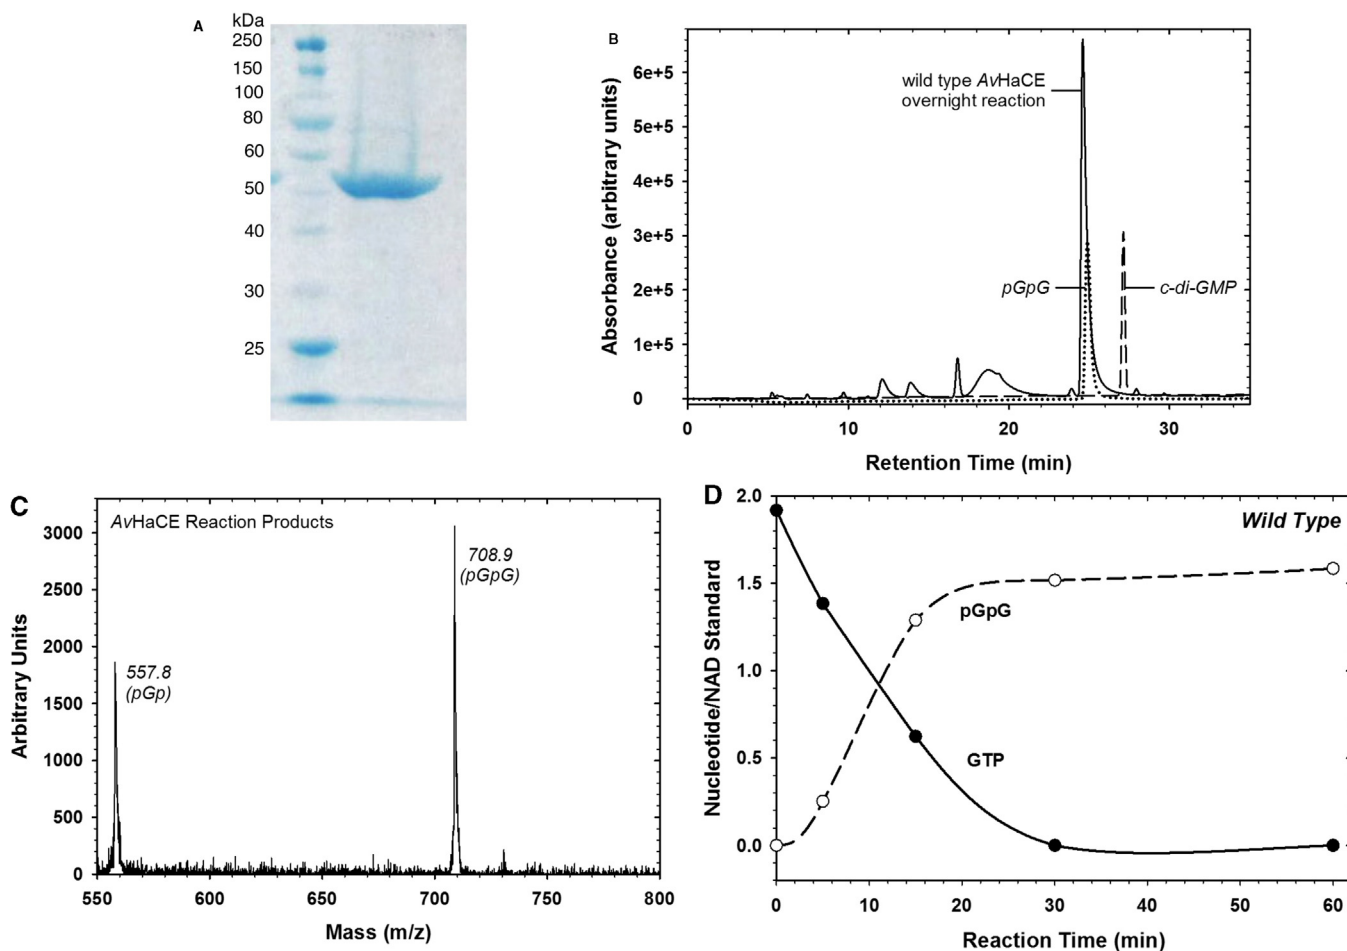 A
kDa
250
150
100
80
60
50
40
30
25
B
Absorbance (arbitrary units)
6e+5
5e+5
4e+5
3e+5
2e+5
1e+5
0
wild type AvHaCE
overnight reaction
pGpG
c-di-GMP
0 10 20 30
Retention Time (min)
C
Arbitrary Units
3000
2500
2000
1500
1000
500
0
AvHaCE Reaction Products
708.9
(pGpG)
557.8
(pGp)
550 600 650 700 750 800
Mass (m/z)
D
Nucleotide/NAD Standard
2.0
1.5
1.0
0.5
0.0
Wild Type
pGpG
GTP
0 10 20 30 40 50 60
Reaction Time (min)